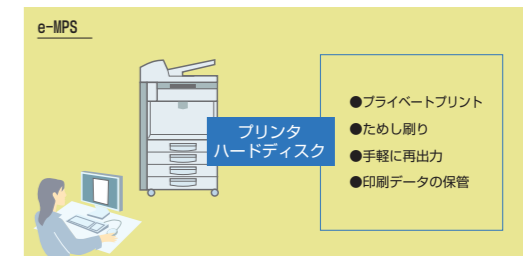 e-MPS
プリンタ
ハードディスク
●プライベートプリント
●ためし刷り
●手軽に再出力
●印刷データの保管